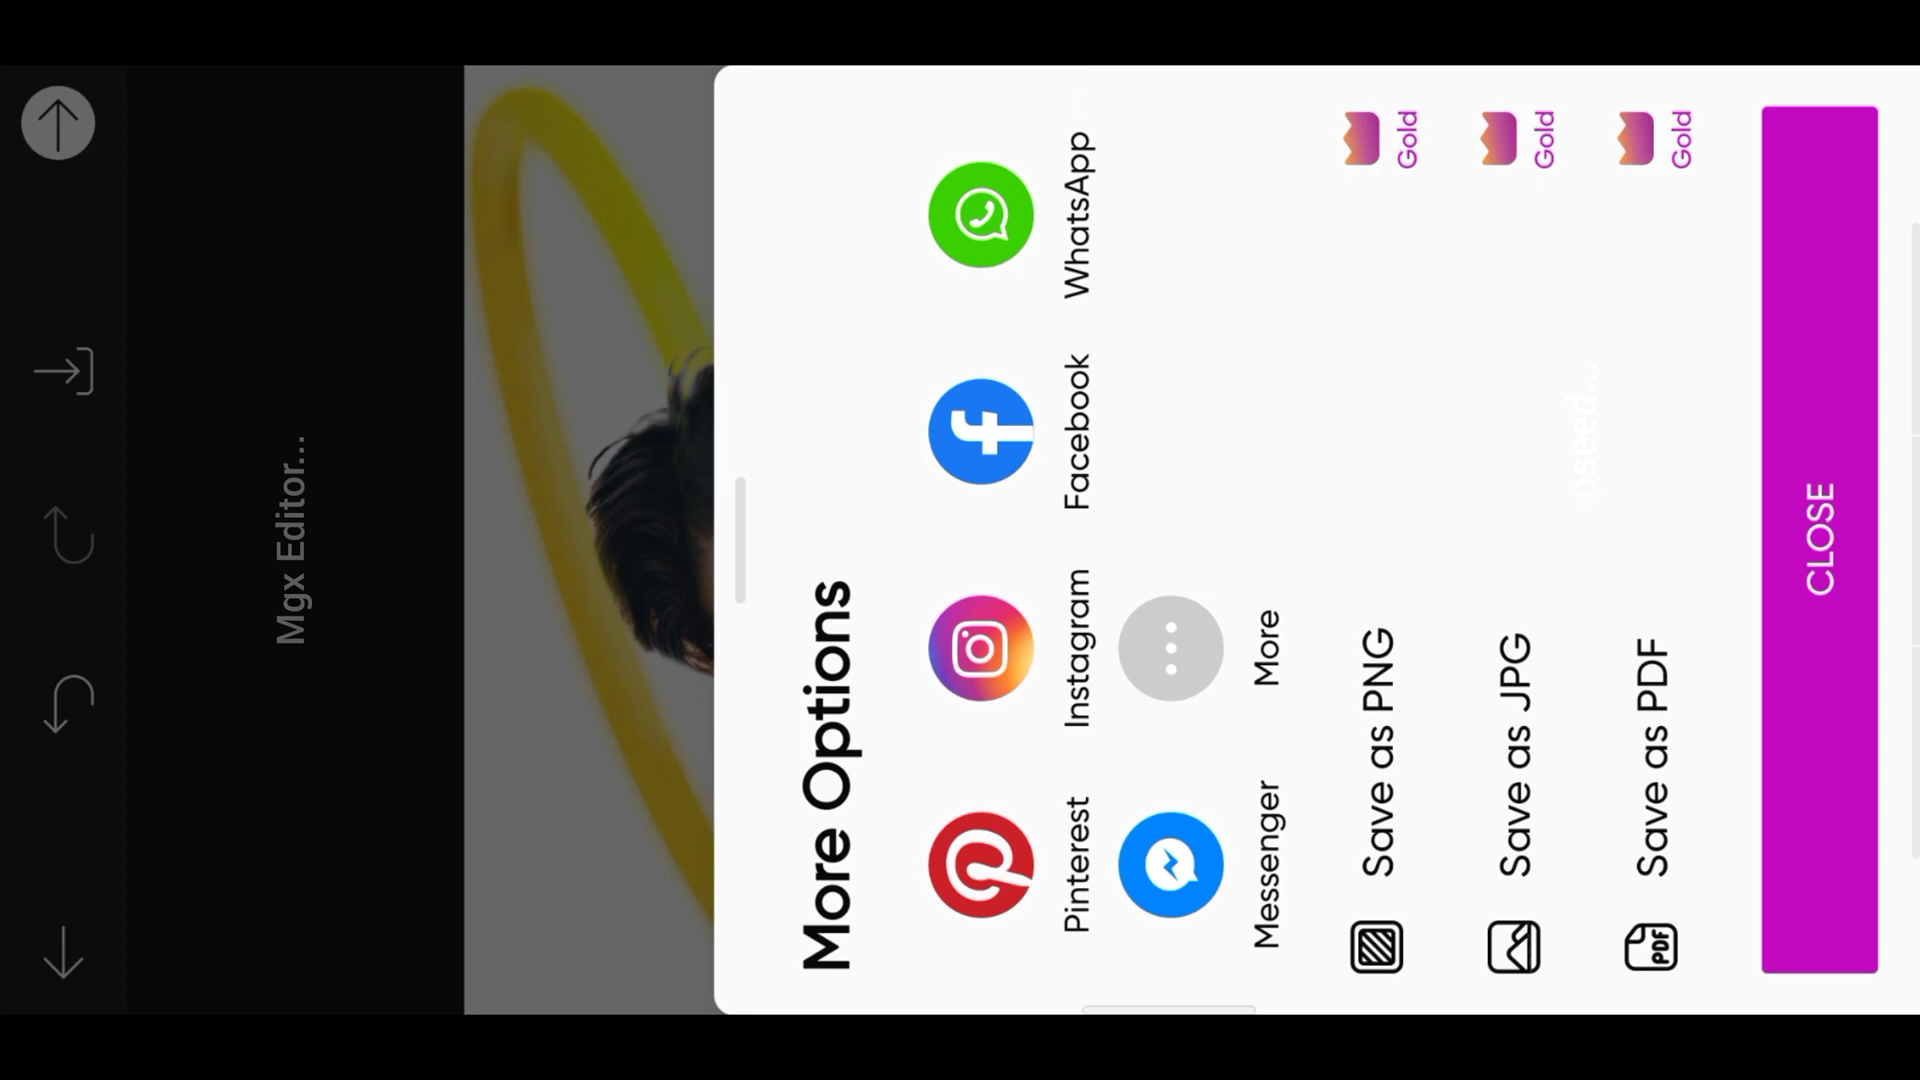 Mgx Editor...
More Options
Pinterest
Instagram
Facebook
WhatsApp
Messenger
More
Save as PNG
Gold
Save as JPG
Gold
Save as PDF
PDF
Gold
CLOSE